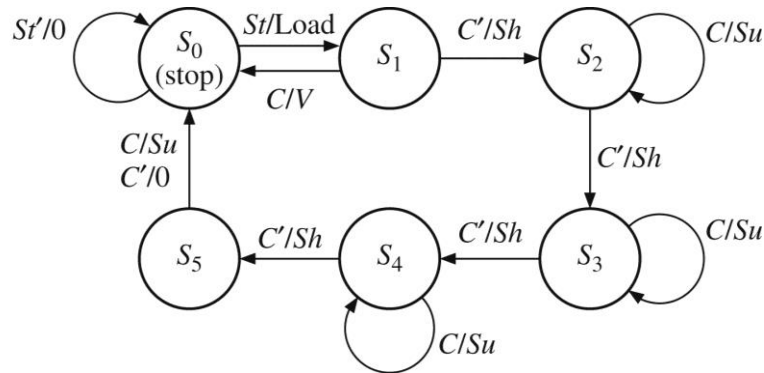 St′/0
S0
(stop)
St/Load
C/V
S1
C′/Sh
S2
C/Su
C′/Sh
C/Su
C′/0
S5
C′/Sh
S4
C/Su
C′/Sh
S3
C/Su